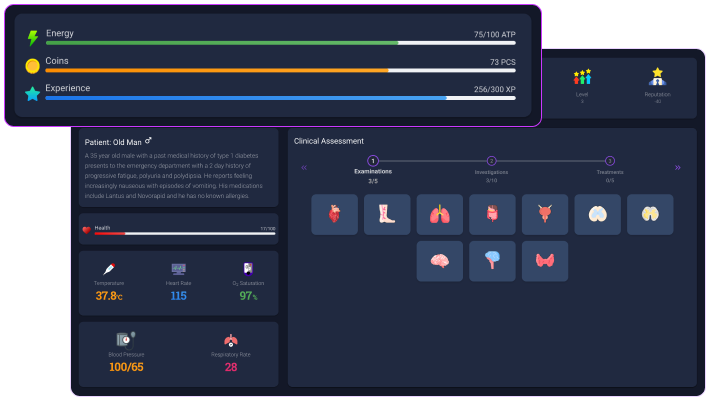 Energy
75/100 ATP
Coins
73 PCS
Experience
256/300 XP
Level
3
Reputation
40
Patient: Old Man
A 35 year old male with a past medical history of type 1 diabetes
presents to the emergency department with a 2 day history of
progressive fatigue, polyuria and polydipsia. He reports feeling
increasingly nauseous with episodes of vomiting. His medications
include Lantus and Novorapid and he has no known allergies.
Health
17/100
Temperature
37.8°C
Heart Rate
115
O₂ Saturation
97%
Blood Pressure
100/65
Respiratory Rate
28
Clinical Assessment
«
1
2
3
»
Examinations
Investigations
Treatments
3/5
3/10
0/5